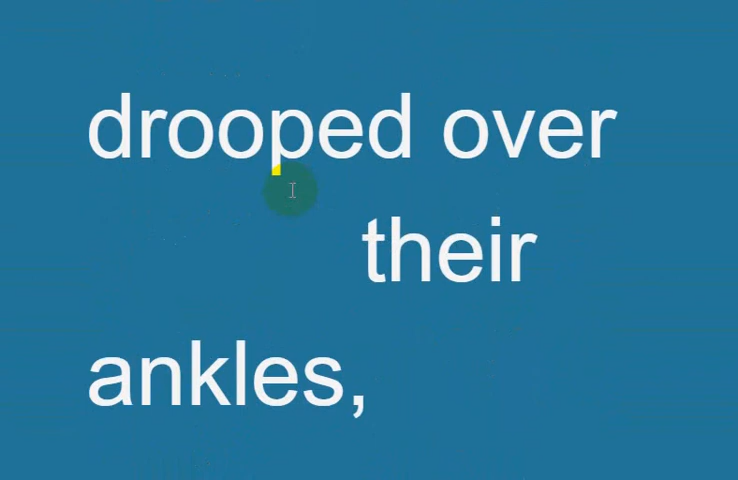 drooped over
their
ankles,